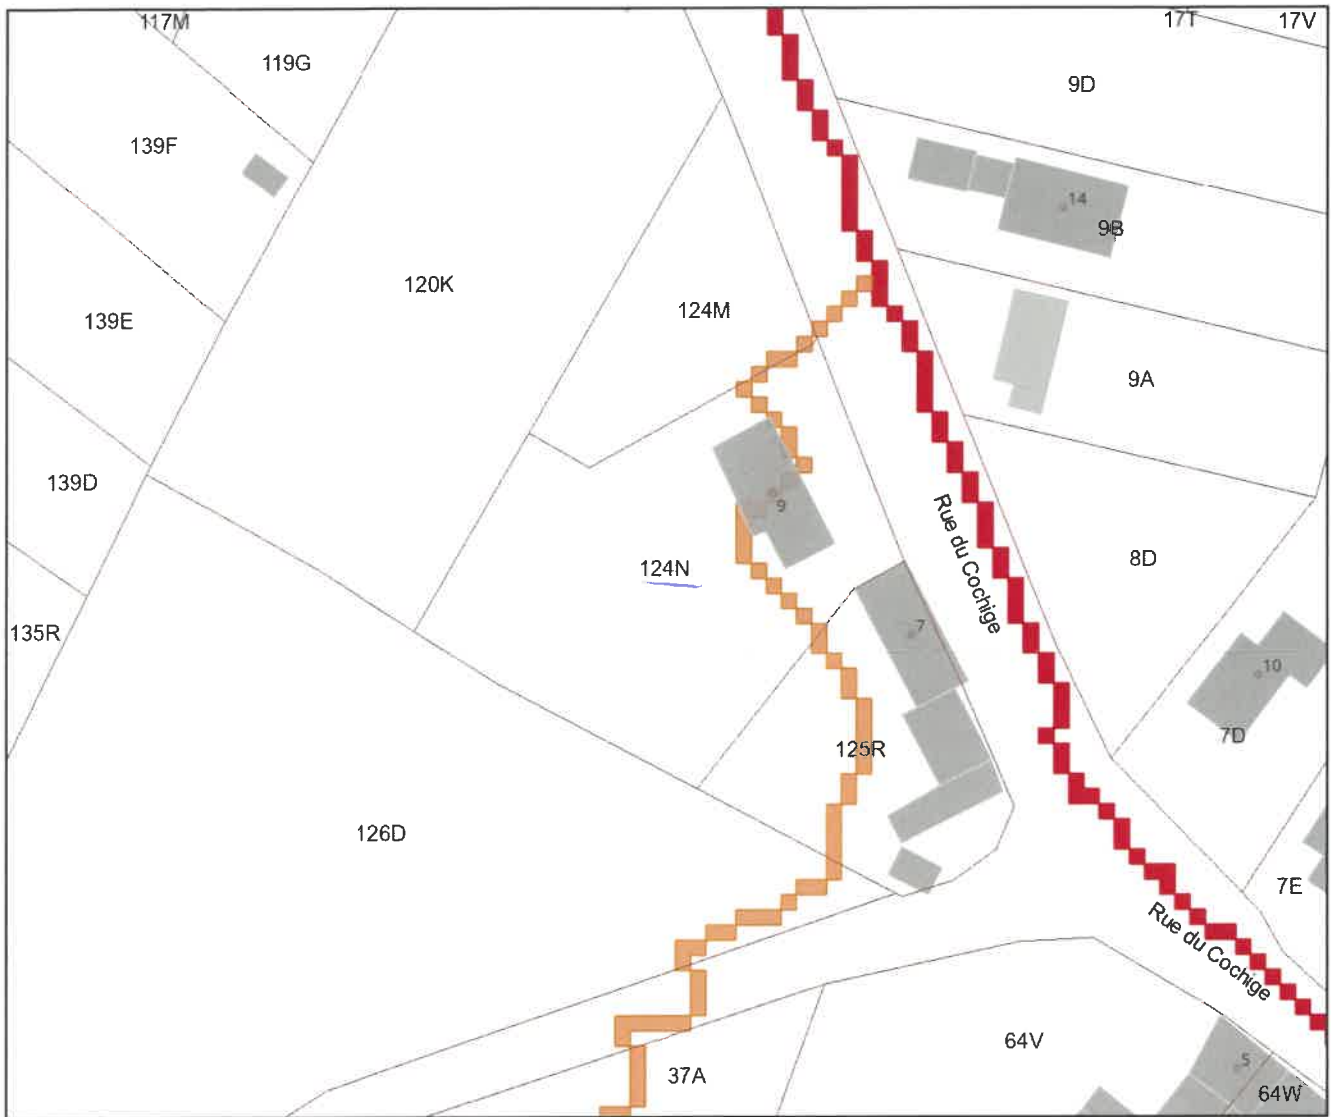 117M
17T
17V
119G
9D
139F
14
9B
120K
124M
139E
9A
139D
9
Rue du Cochige
8D
124N
7
135R
10
7D
125R
126D
7E
Rue du Cochige
64V
5
37A
64W